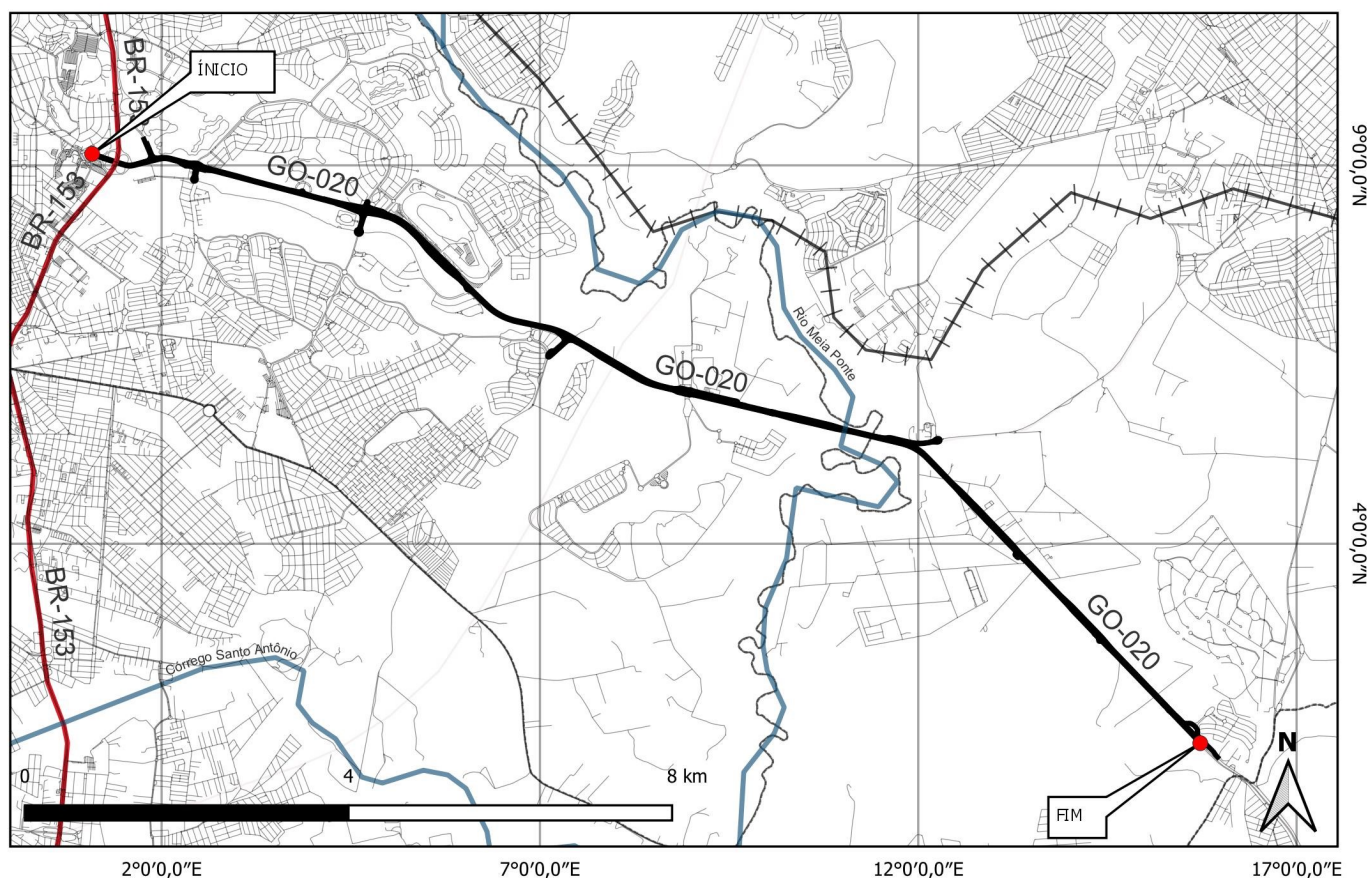 BR-153
ÍNICIO
BR-153
GO-020
9°0'0,0"N
GO-020
Rio Meia Ponte
4°0'0,0"N
BR-153
GO-020
Córrego Santo Antônio
N
0 4 8 km
FIM
2°0'0,0"E 7°0'0,0"E 12°0'0,0"E 17°0'0,0"E